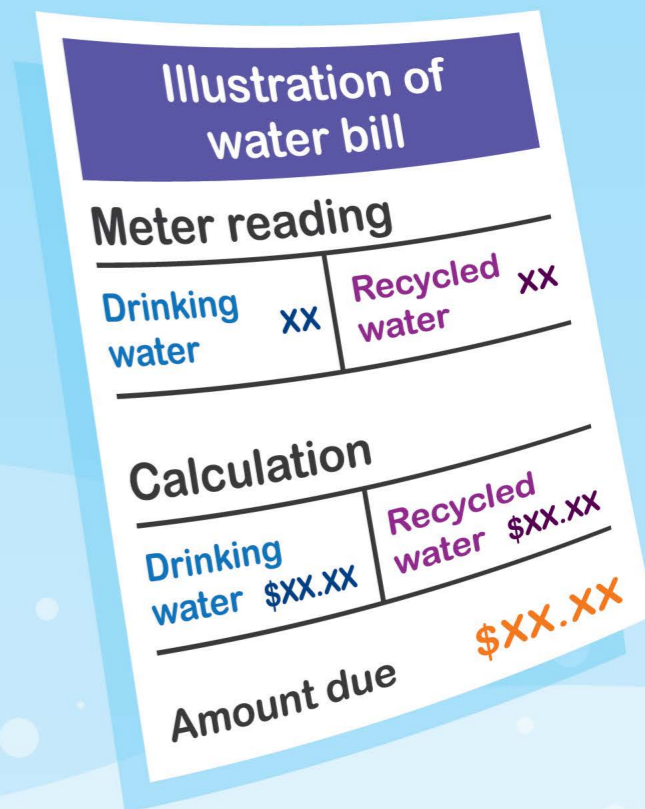 Illustration of
water bill
Meter reading
Drinking
water XX
Recycled
water XX
Calculation
Drinking
water $XX.XX
Recycled
water $XX.XX
Amount due $XX.XX